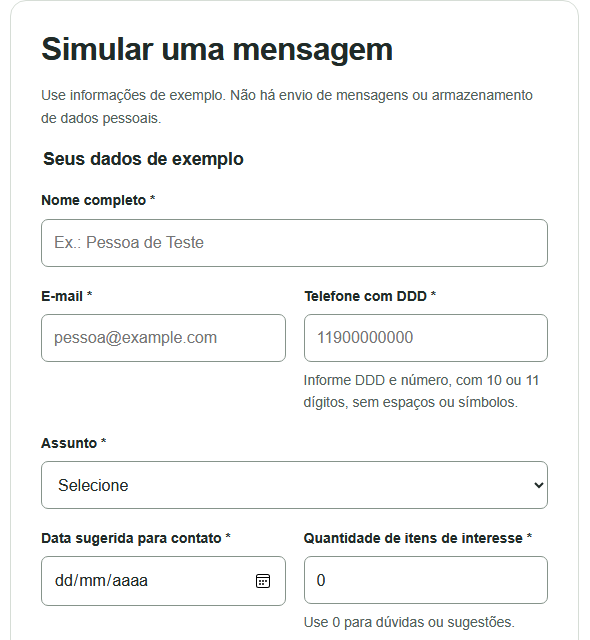 Simular uma mensagem
Use informações de exemplo. Não há envio de mensagens ou armazenamento
de dados pessoais.
Seus dados de exemplo
Nome completo *
Ex.: Pessoa de Teste
E-mail *
Telefone com DDD *
pessoa@example.com
11900000000
Informe DDD e número, com 10 ou 11
dígitos, sem espaços ou símbolos.
Assunto *
Selecione
Data sugerida para contato *
Quantidade de itens de interesse *
dd/mm/aaaa
0
Use 0 para dúvidas ou sugestões.